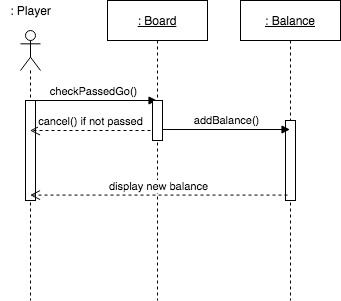 : Player
: Board
: Balance
checkPassedGo()
cancel() if not passed
addBalance()
display new balance